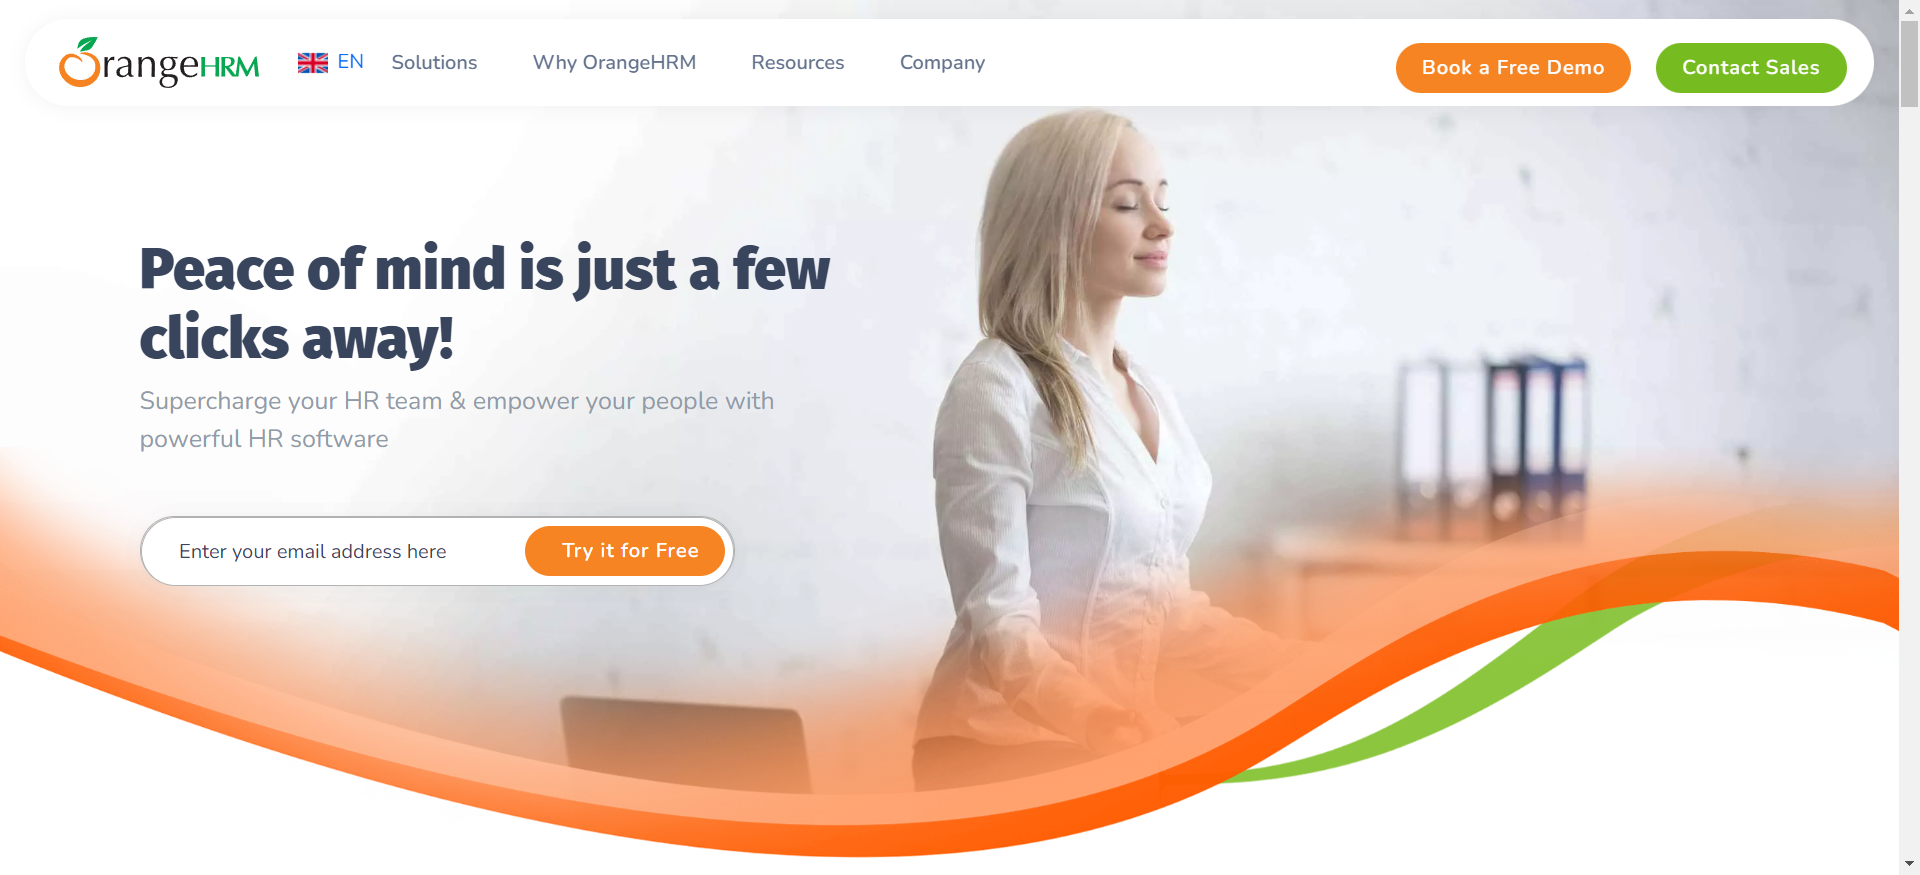 OrangeHRM
EN
Solutions
Why OrangeHRM
Resources
Company
Book a Free Demo
Contact Sales
Peace of mind is just a few
clicks away!
Supercharge your HR team & empower your people with
powerful HR software
Enter your email address here
Try it for Free